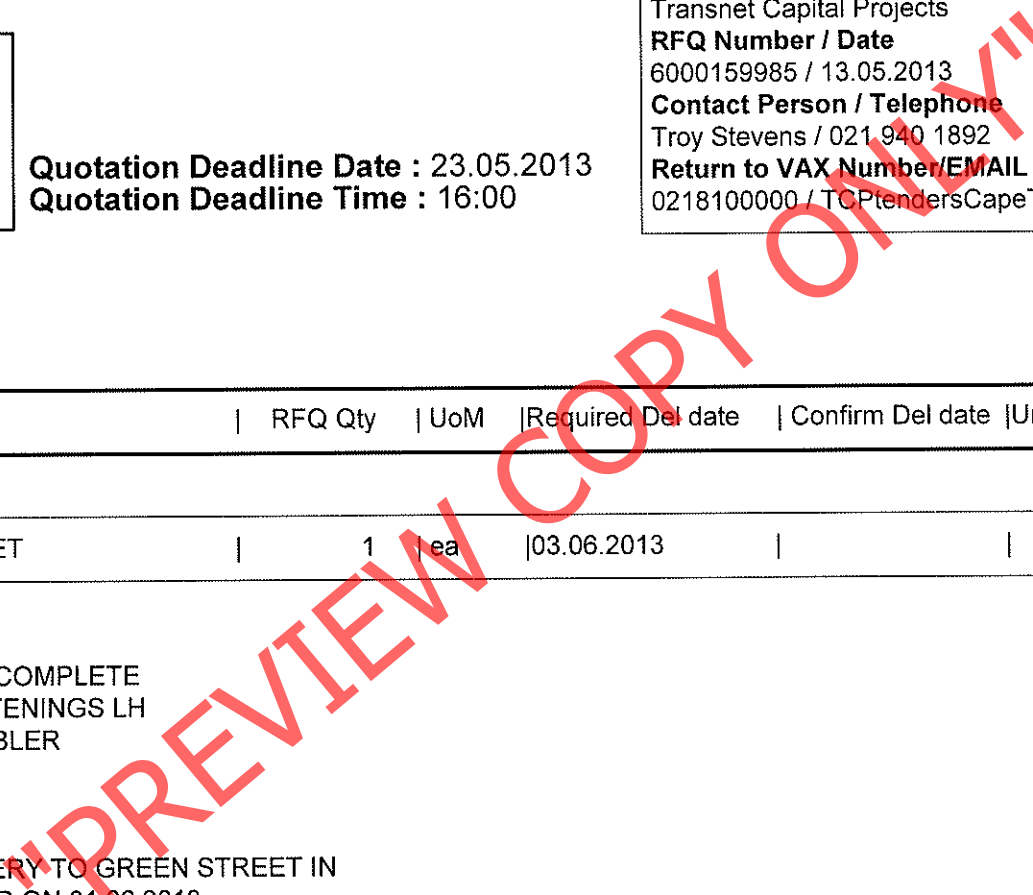 Transnet Capital Projects
RFQ Number / Date
6000159985 / 13.05.2013
Contact Person / Telephone
Troy Stevens / 021 940 1892
Return to VAX Number/EMAIL
0218100000 / TCPtendersCape
Quotation Deadline Date : 23.05.2013
Quotation Deadline Time : 16:00
| RFQ Qty | UoM |Required Del date | Confirm Del date |
ET | 1 | ea |03.06.2013 | |
COMPLETE
TENINGS LH
BLER
ERY TO GREEN STREET IN
"PREVIEW COPY ONLY"